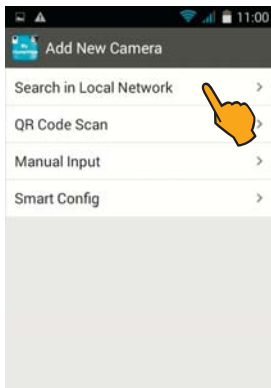 11:00
Add New Camera
Search in Local Network
QR Code Scan
Manual Input
Smart Config